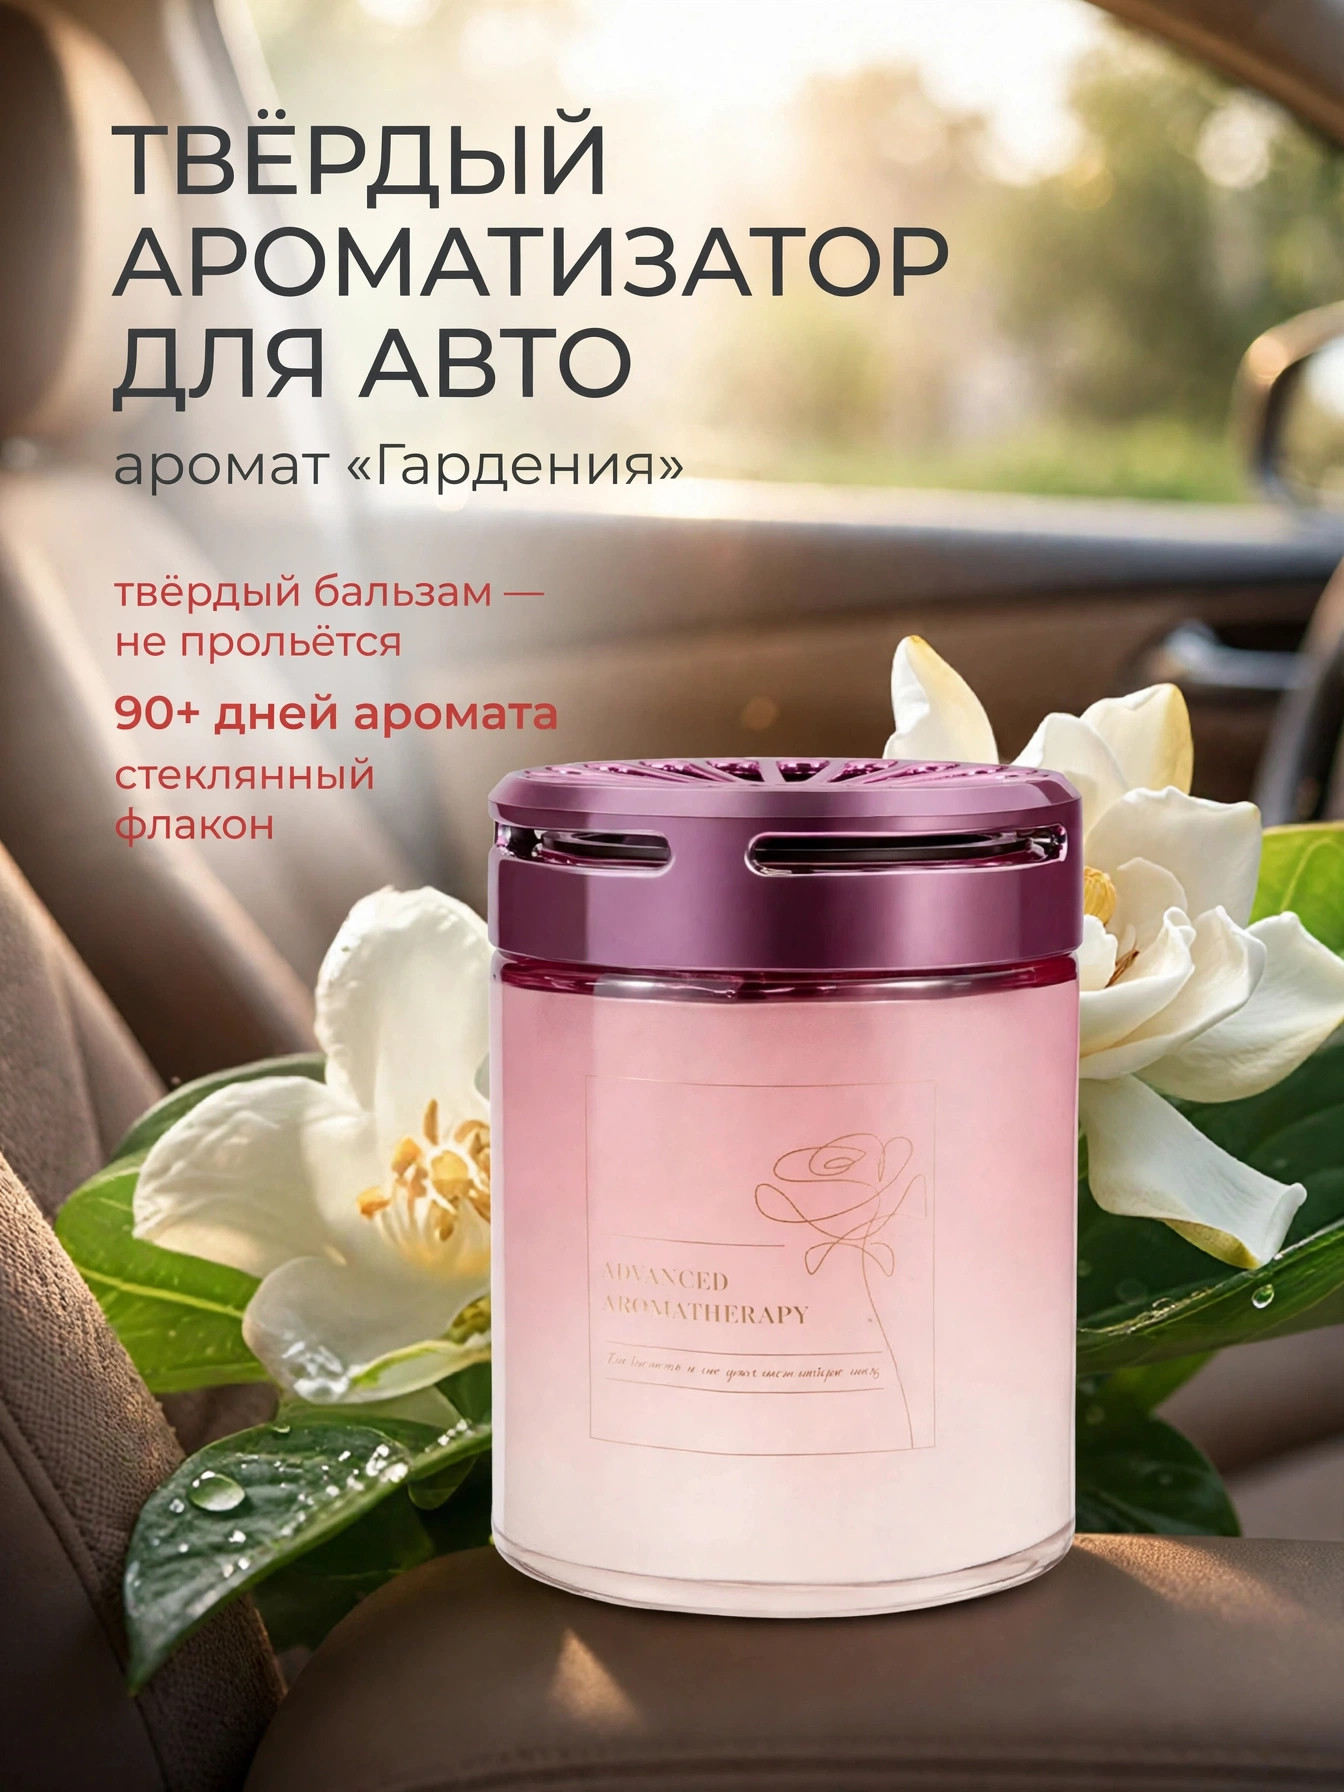 ТВЁРДЫЙ
АРОМАТИЗАТОР
ДЛЯ АВТО
аромат «Гардения»
твёрдый бальзам —
не прольётся
90+ дней аромата
стеклянный
флакон
ADVANCED
AROMATHERAPY